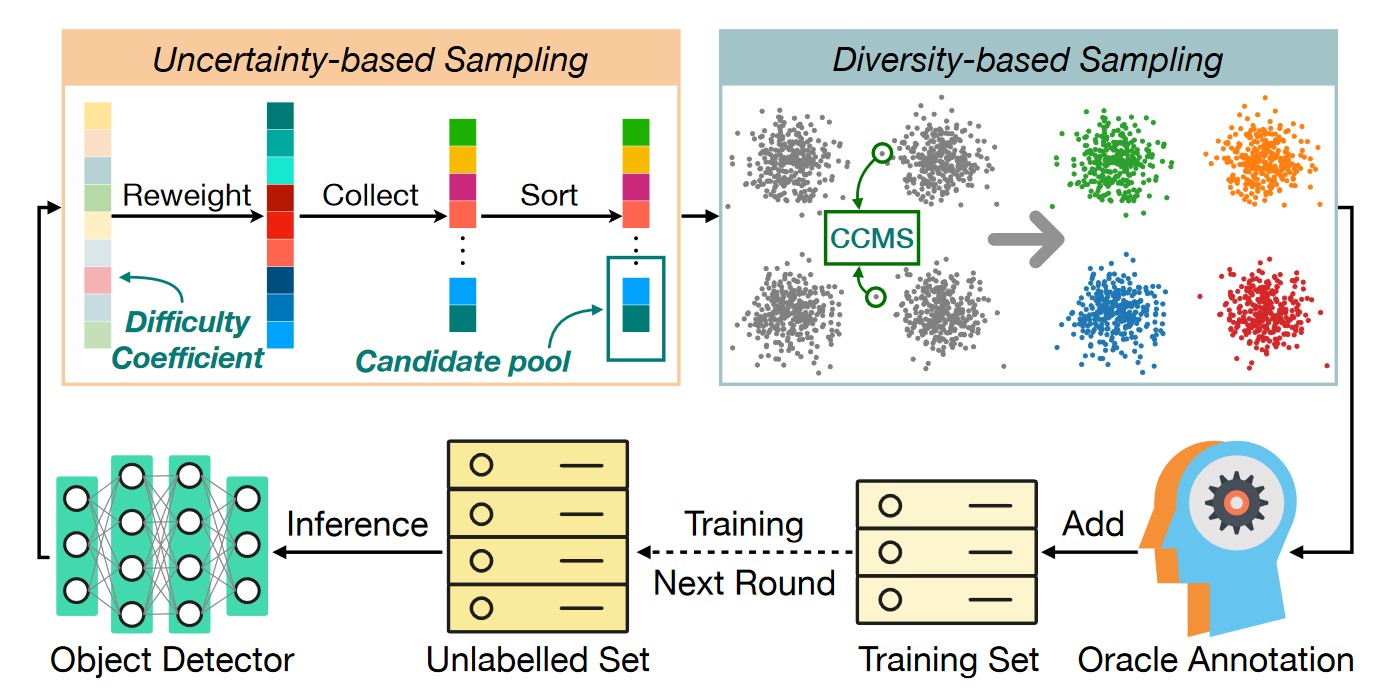 Uncertainty-based Sampling
Diversity-based Sampling
Reweight
Collect
Sort
Difficulty
Coefficient
Candidate pool
CCMS
Inference
Training
Next Round
Add
Object Detector
Unlabelled Set
Training Set
Oracle Annotation